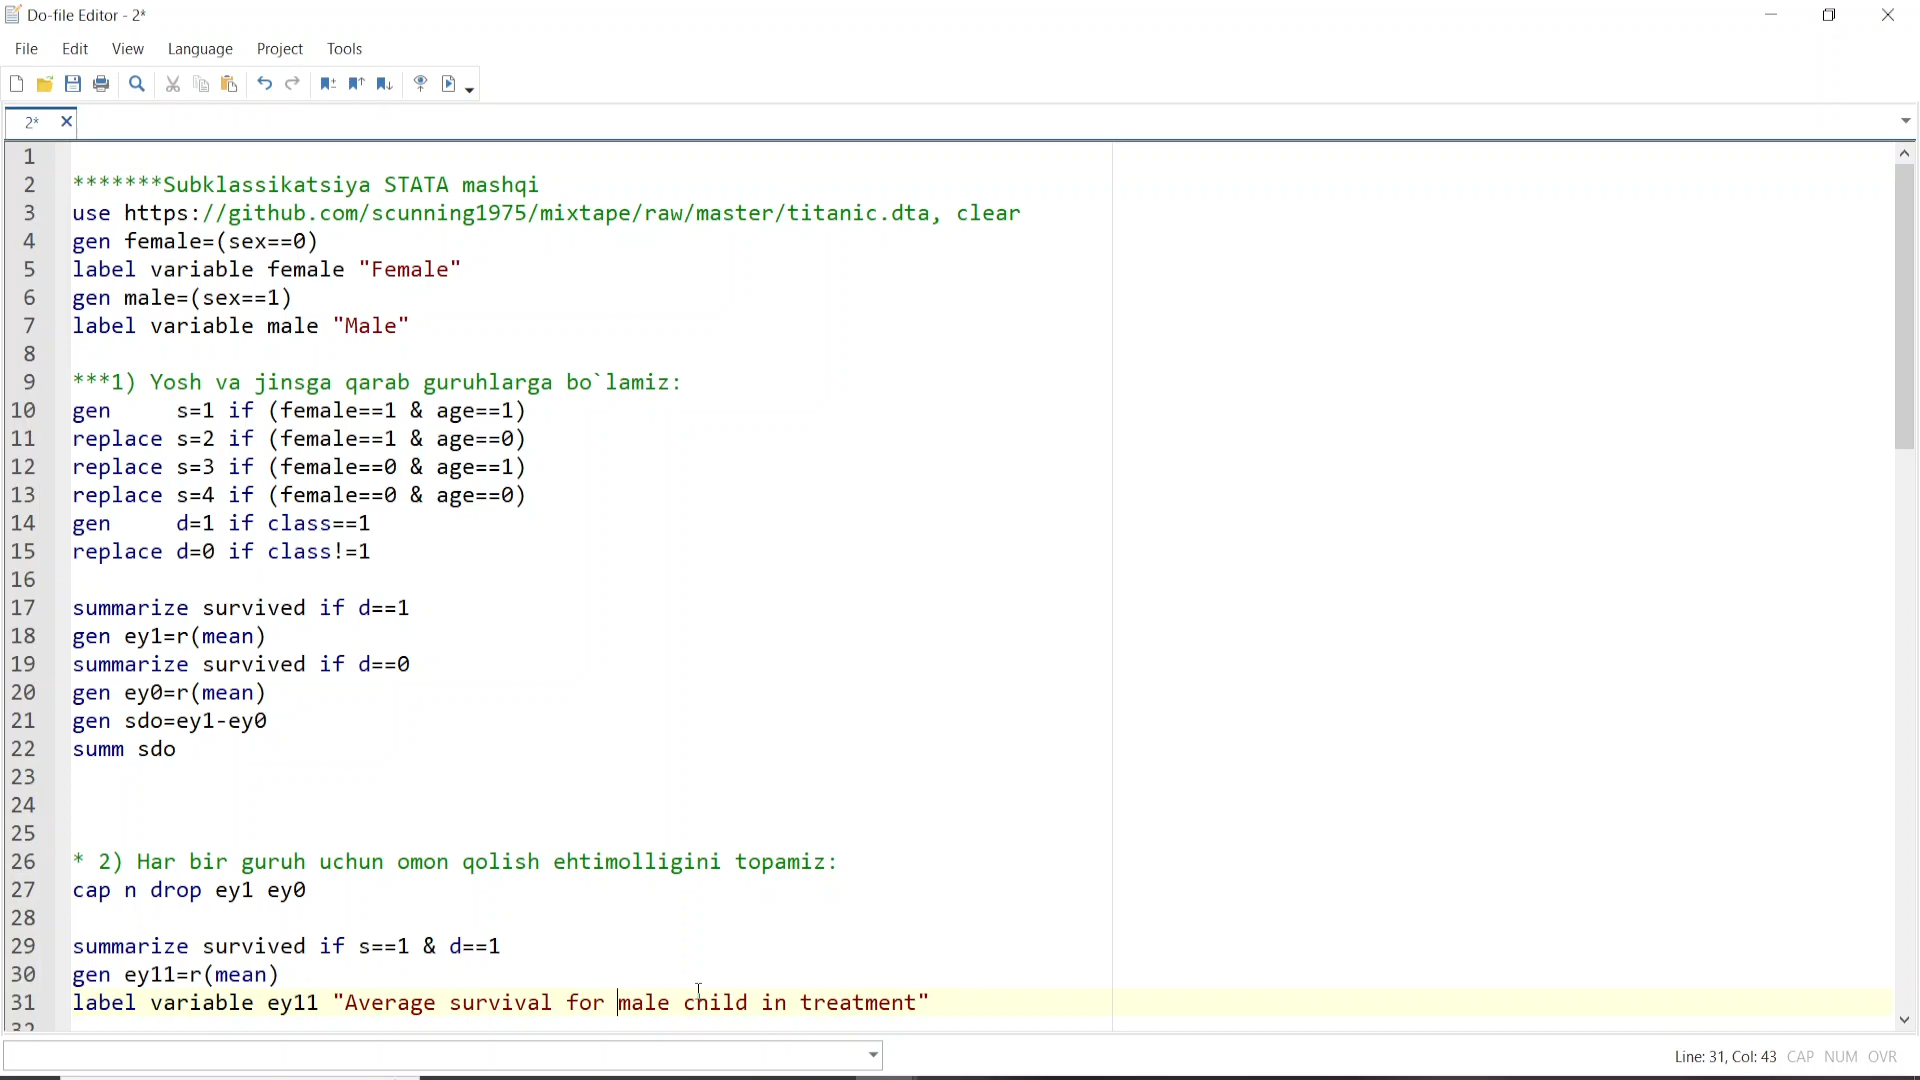 Do-file Editor - 2*
File Edit View Language Project Tools
2*
1
2 *******Subklassikatsiya STATA mashqi
3 use https://github.com/scunning1975/mixtape/raw/master/titanic.dta, clear
4 gen female=(sex==0)
5 label variable female "Female"
6 gen male=(sex==1)
7 label variable male "Male"
8
9 ***1) Yosh va jinsga qarab guruhlarga bo`lamiz:
10 gen     s=1 if (female==1 & age==1)
11 replace s=2 if (female==1 & age==0)
12 replace s=3 if (female==0 & age==1)
13 replace s=4 if (female==0 & age==0)
14 gen     d=1 if class==1
15 replace d=0 if class!=1
16
17 summarize survived if d==1
18 gen ey1=r(mean)
19 summarize survived if d==0
20 gen ey0=r(mean)
21 gen sdo=ey1-ey0
22 summ sdo
23
24
25
26 * 2) Har bir guruh uchun omon qolish ehtimolligini topamiz:
27 cap n drop ey1 ey0
28
29 summarize survived if s==1 & d==1
30 gen ey11=r(mean)
31 label variable ey11 "Average survival for male child in treatment"
32
Line: 31, Col: 43 CAP NUM OVR